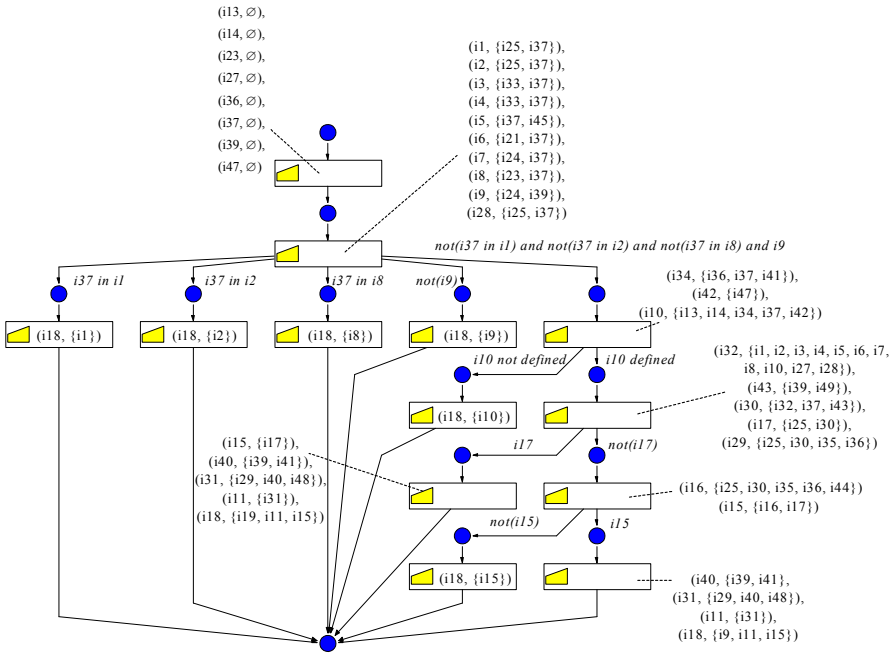 (i13, ∅),
(i14, ∅),
(i23, ∅),
(i27, ∅),
(i36, ∅),
(i37, ∅),
(i39, ∅),
(i47, ∅)
(i1, {i25, i37}),
(i2, {i25, i37}),
(i3, {i33, i37}),
(i4, {i33, i37}),
(i5, {i37, i45}),
(i6, {i21, i37}),
(i7, {i24, i37}),
(i8, {i23, i37}),
(i9, {i24, i39}),
(i28, {i25, i37})
not(i37 in i1) and not(i37 in i2) and not(i37 in i8) and i9
i37 in i1
i37 in i2
i37 in i8
not(i9)
(i34, {i36, i37, i41}),
(i42, {i47}),
(i10, {i13, i14, i34, i37, i42})
(i18, {i1})
(i18, {i2})
(i18, {i8})
(i18, {i9})
i10 not defined
i10 defined
(i32, {i1, i2, i3, i4, i5, i6, i7,
i8, i10, i27, i28}),
(i43, {i39, i49}),
(i30, {i32, i37, i43}),
(i17, {i25, i30}),
(i29, {i25, i30, i35, i36})
(i18, {i10})
i17
not(i17)
(i15, {i17}),
(i40, {i39, i41}),
(i31, {i29, i40, i48}),
(i11, {i31}),
(i18, {i19, i11, i15})
(i16, {i25, i30, i35, i36, i44})
(i15, {i16, i17})
not(i15)
i15
(i18, {i15})
(i40, {i39, i41},
(i31, {i29, i40, i48}),
(i11, {i31}),
(i18, {i9, i11, i15})